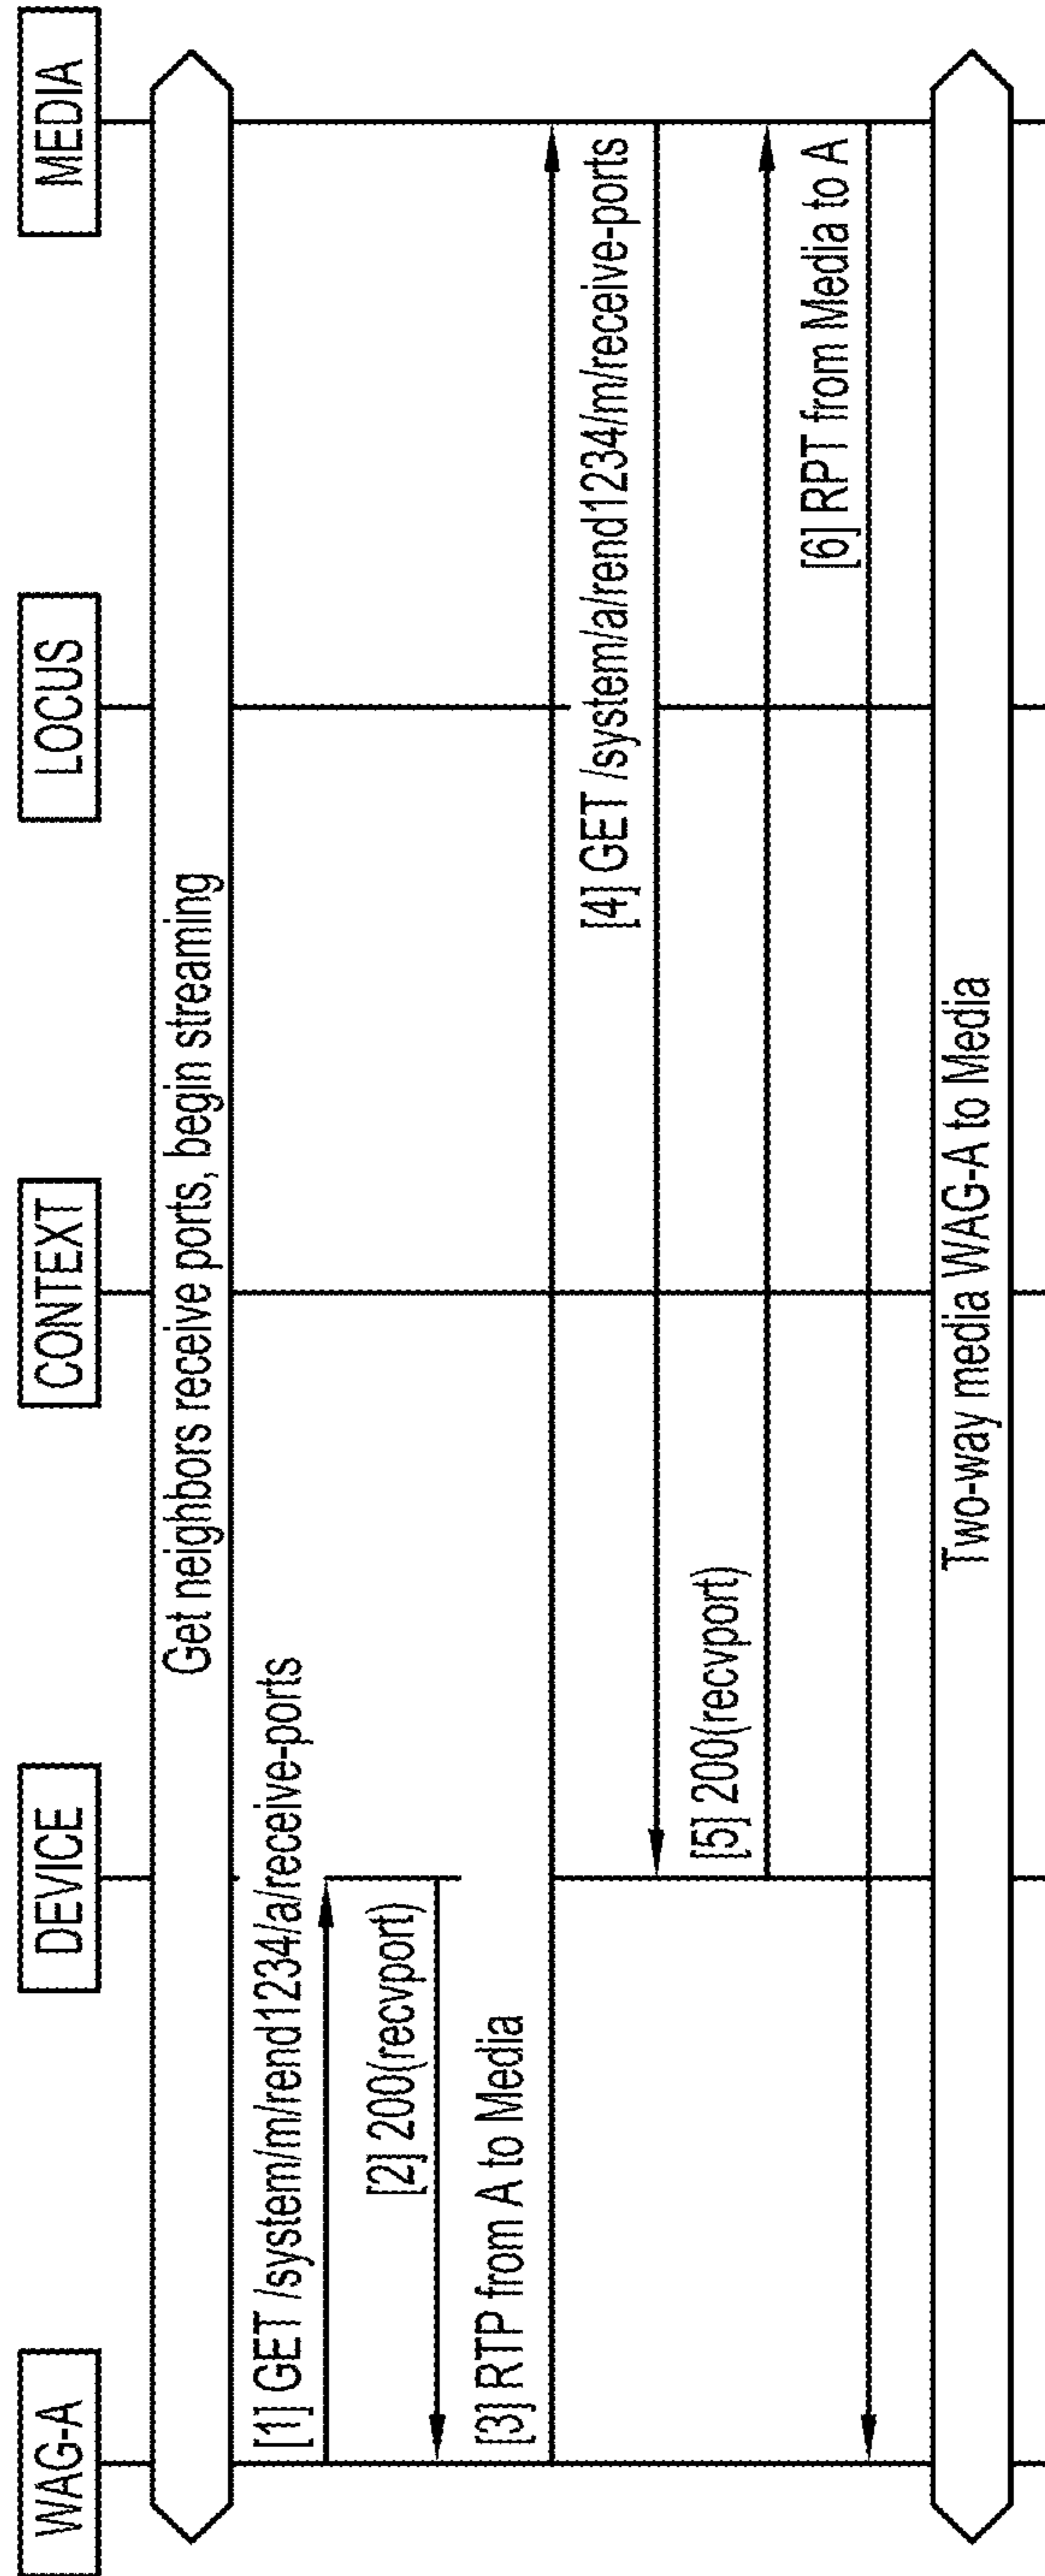 WAG-A
DEVICE
CONTEXT
LOCUS
MEDIA
Get neighbors receive ports, begin streaming
[1] GET /system/m/rend1234/a/receive-ports
[2] 200(recvport)
[3] RTP from A to Media
[4] GET /system/a/rend1234/m/receive-ports
[5] 200(recvport)
[6] RPT from Media to A
Two-way media WAG-A to Media